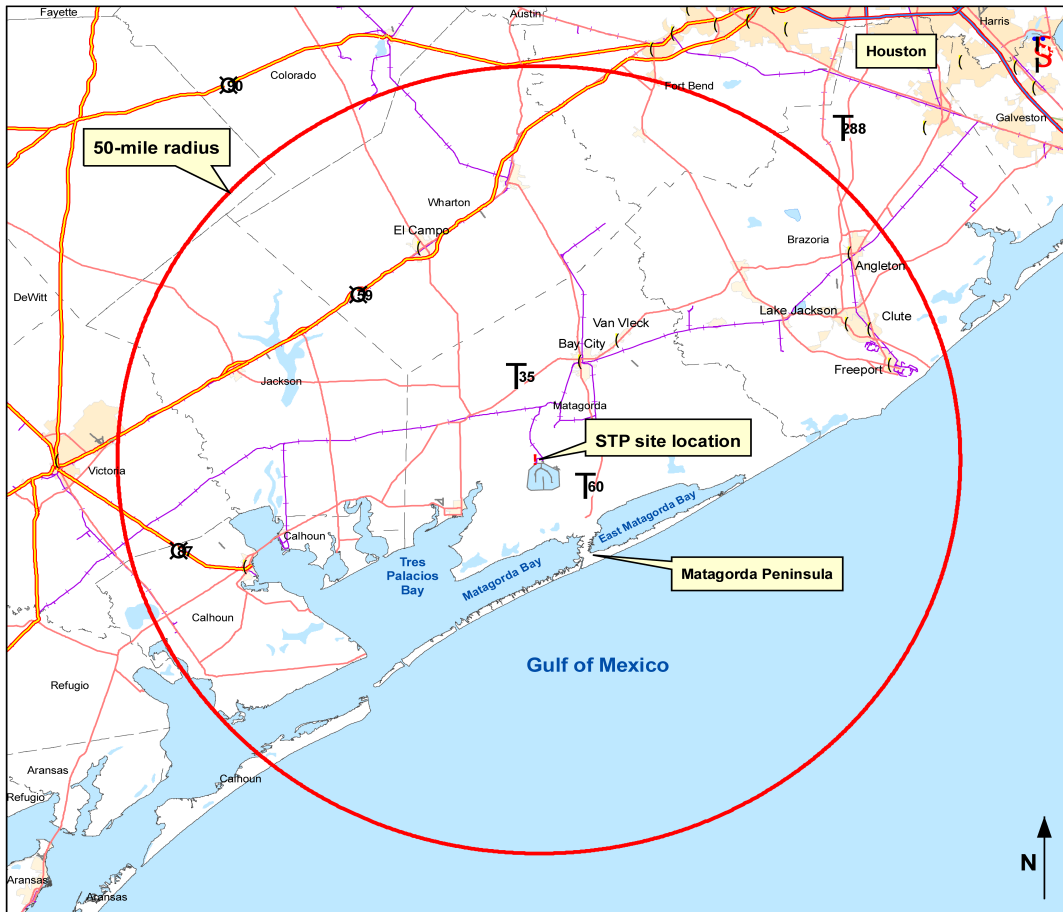 Fayette
Austin
Harris
Houston
Colorado
90
Fort Bend
Galveston
288
50-mile radius
Wharton
El Campo
Brazoria
Angleton
DeWitt
59
Lake Jackson
Clute
Van Vleck
Bay City
Freeport
Jackson
35
Matagorda
STP site location
Victoria
60
East Matagorda Bay
Calhoun
87
Tres
Palacios
Bay
Matagorda Bay
Matagorda Peninsula
Calhoun
Gulf of Mexico
Refugio
Aransas
Calhoun
Refugio
N
Aransas
Aransas